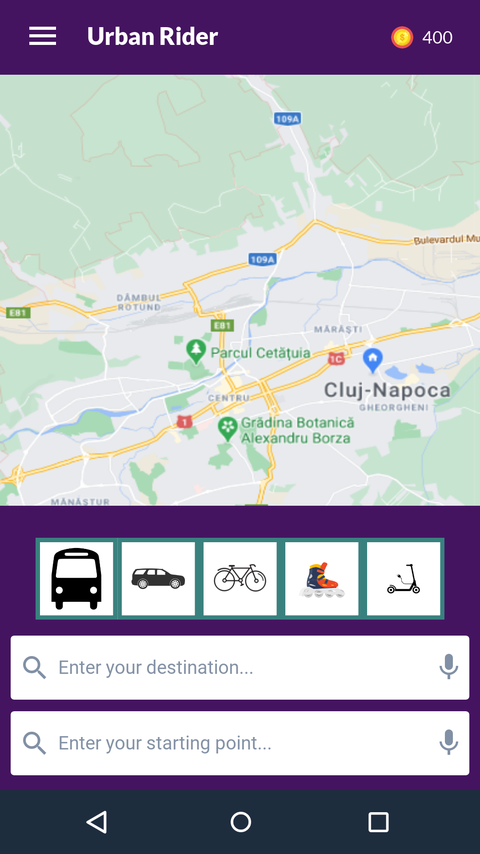 Urban Rider
400
109A
Bulevardul Mu
109A
DÂMBUL
ROTUND
E81
E81
MĂRĂȘTI
Parcul Cetățuia
1C
Cluj-Napoca
CENTRU
GHEORGHENI
1
Grădina Botanică
Alexandru Borza
MĂNĂȘTUR
Enter your destination...
Enter your starting point...